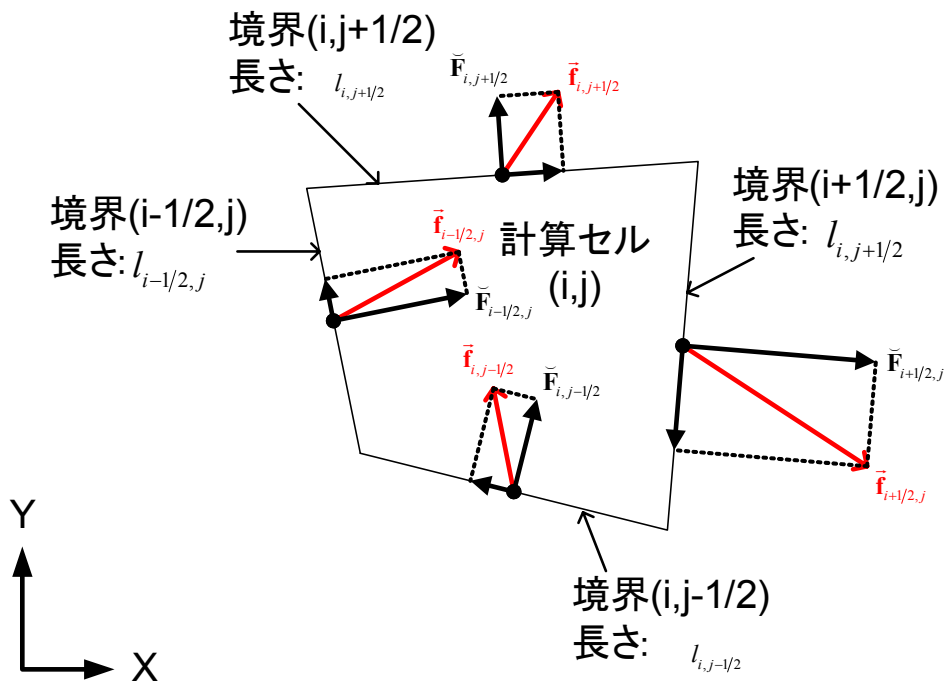 境界(i,j+1/2)
長さ: l_{i,j+1/2}
F̆_{i,j+1/2}
f⃗_{i,j+1/2}
境界(i-1/2,j)
長さ: l_{i-1/2,j}
f⃗_{i-1/2,j}
F̆_{i-1/2,j}
計算セル
(i,j)
境界(i+1/2,j)
長さ: l_{i,j+1/2}
f⃗_{i,j-1/2}
F̆_{i,j-1/2}
F̆_{i+1/2,j}
f⃗_{i+1/2,j}
境界(i,j-1/2)
長さ: l_{i,j-1/2}
Y
X